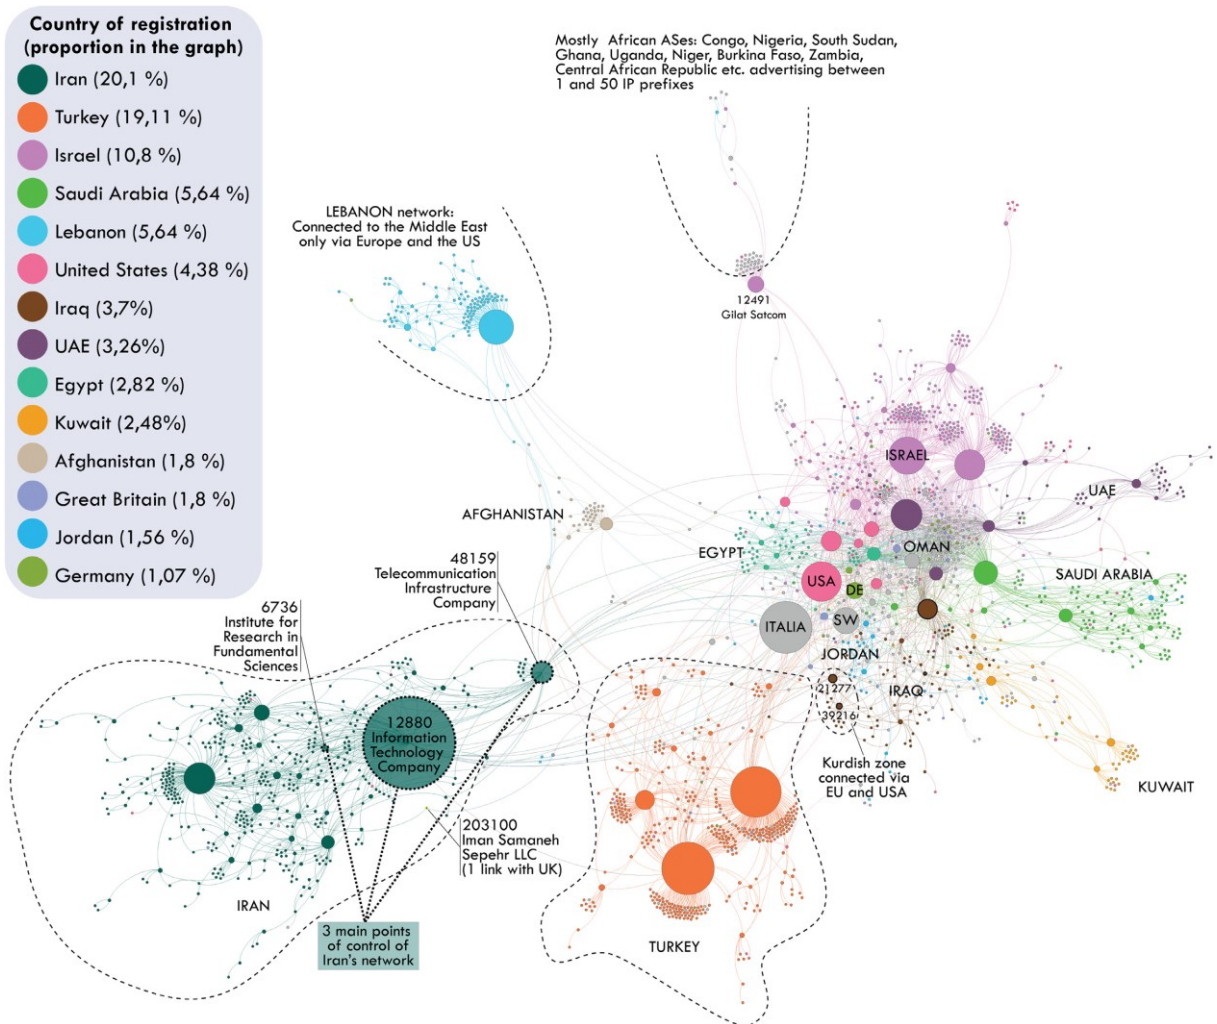 Country of registration
(proportion in the graph)
Iran (20,1 %)
Turkey (19,11 %)
Israel (10,8 %)
Saudi Arabia (5,64 %)
Lebanon (5,64 %)
United States (4,38 %)
Iraq (3,7%)
UAE (3,26%)
Egypt (2,82 %)
Kuwait (2,48%)
Afghanistan (1,8 %)
Great Britain (1,8 %)
Jordan (1,56 %)
Germany (1,07 %)
Mostly African ASes: Congo, Nigeria, South Sudan,
Ghana, Uganda, Niger, Burkina Faso, Zambia,
Central African Republic etc. advertising between
1 and 50 IP prefixes
LEBANON network:
Connected to the Middle East
only via Europe and the US
12491
Gilat Satcom
ISRAEL
UAE
AFGHANISTAN
EGYPT
OMAN
SAUDI ARABIA
USA
DE
ITALIA
SW
JORDAN
IRAQ
21277
39216
Kurdish zone
connected via
EU and USA
KUWAIT
48159
Telecommunication
Infrastructure
Company
6736
Institute for
Research in
Fundamental
Sciences
12880
Information
Technology
Company
203100
Iman Samaneh
Sepehr LLC
(1 link with UK)
IRAN
3 main points
of control of
Iran's network
TURKEY